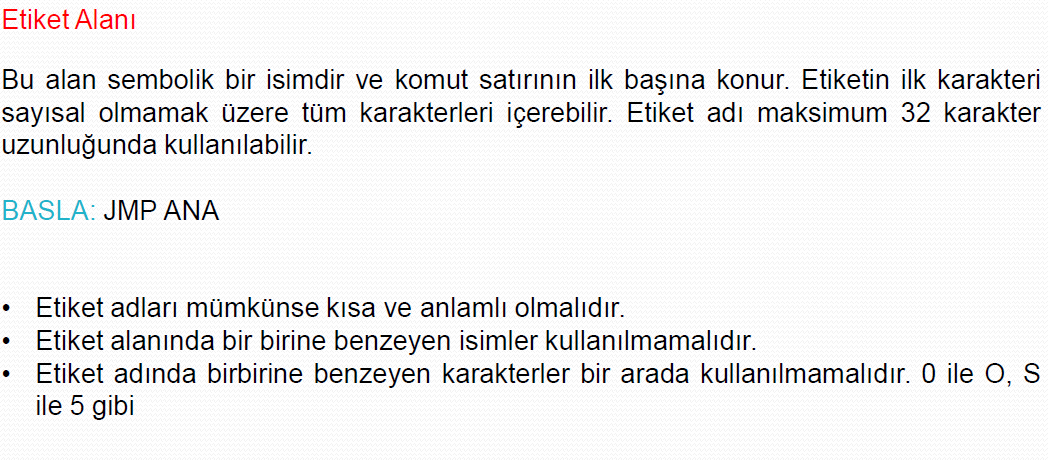 Etiket Alanı
Bu alan sembolik bir isimdir ve komut satırının ilk başına konur. Etiketin ilk karakteri
sayısal olmamak üzere tüm karakterleri içerebilir. Etiket adı maksimum 32 karakter
uzunluğunda kullanılabilir.
BASLA: JMP ANA
• Etiket adları mümkünse kısa ve anlamlı olmalıdır.
• Etiket alanında bir birine benzeyen isimler kullanılmamalıdır.
• Etiket adında birbirine benzeyen karakterler bir arada kullanılmamalıdır. 0 ile O, S
ile 5 gibi